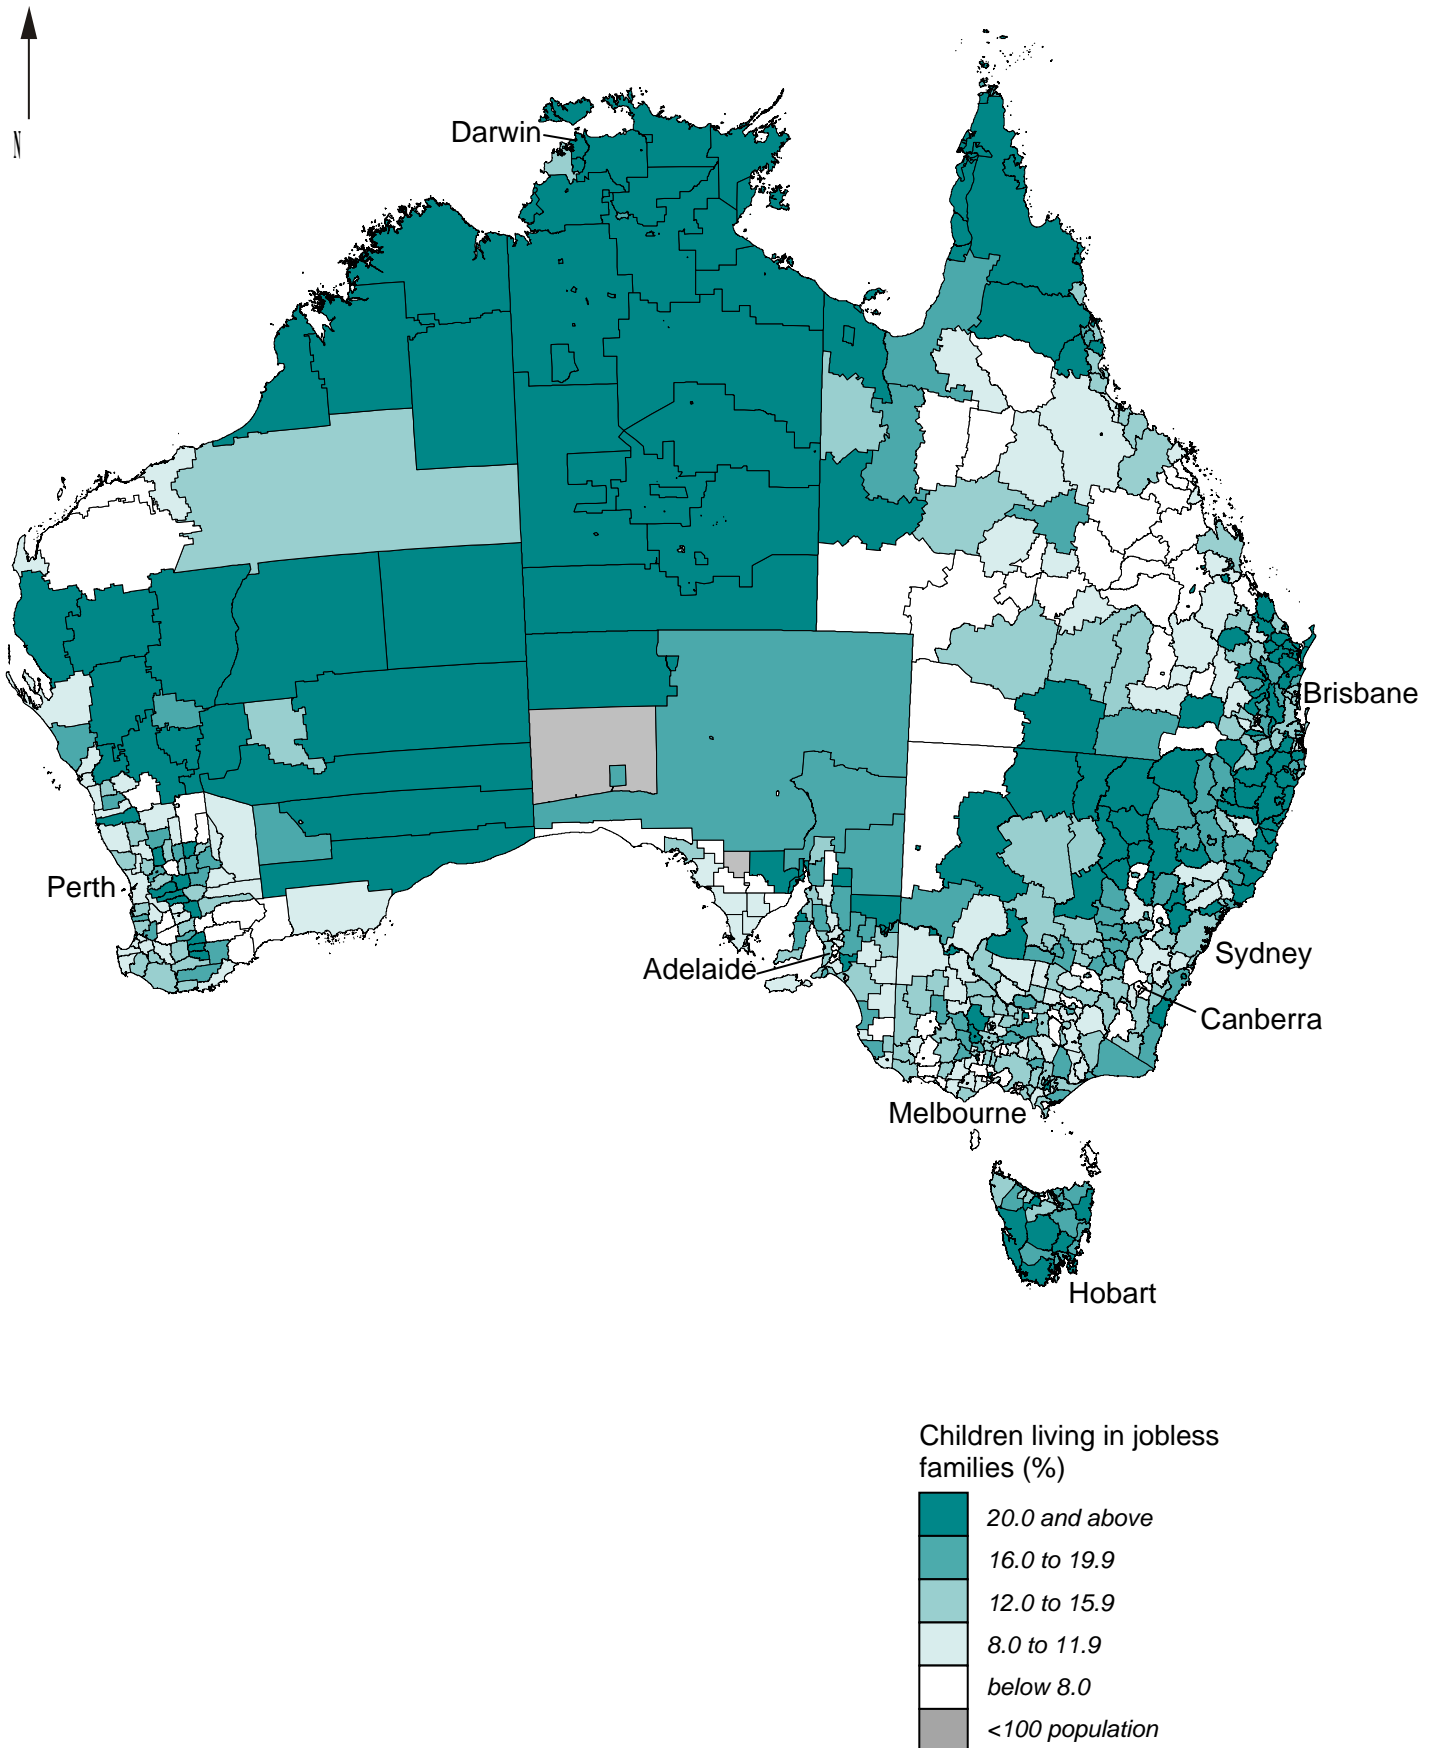 N
Darwin
Brisbane
Perth
Sydney
Adelaide
Canberra
Melbourne
Hobart
Children living in jobless
families (%)
20.0 and above
16.0 to 19.9
12.0 to 15.9
8.0 to 11.9
below 8.0
<100 population